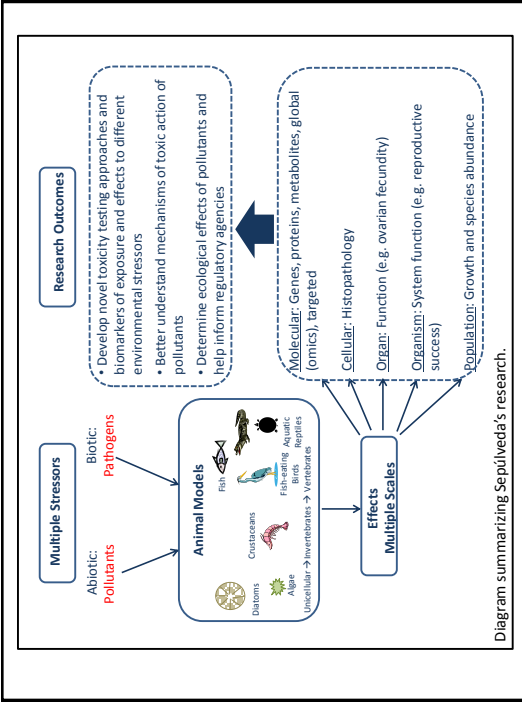 Multiple Stressors
Abiotic:
Pollutants
Biotic:
Pathogens
Animal Models
Diatoms
Algae
Crustaceans
Fish
Fish-eating
Birds
Aquatic
Reptiles
Unicellular → Invertebrates → Vertebrates
Effects
Multiple Scales
Research Outcomes
• Develop novel toxicity testing approaches and
biomarkers of exposure and effects to different
environmental stressors
• Better understand mechanisms of toxic action of
pollutants
• Determine ecological effects of pollutants and
help inform regulatory agencies
Molecular: Genes, proteins, metabolites, global
(omics), targeted
Cellular: Histopathology
Organ: Function (e.g. ovarian fecundity)
Organism: System function (e.g. reproductive
success)
Population: Growth and species abundance
Diagram summarizing Sepúlveda's research.